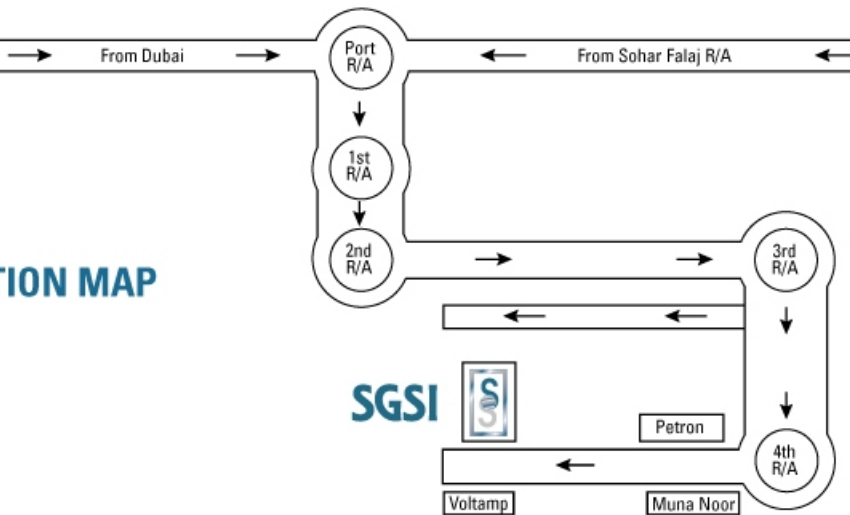 Port
R/A
From Dubai
From Sohar Falaj R/A
1st
R/A
2nd
R/A
3rd
R/A
TION MAP
SGSI
S
S
Petron
4th
R/A
Voltamp
Muna Noor